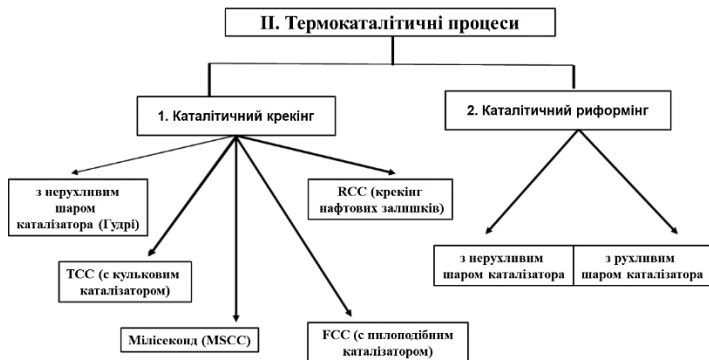 II. Термокаталітичні процеси
1. Каталітичний крекінг
2. Каталітичний риформінг
з нерухливим
шаром
каталізатора (Гудрі)
RCC (крекінг
нафтових залишків)
TCC (с кульковим
каталізатором)
з нерухливим
шаром каталізатора
з рухливим
шаром каталізатора
Мілісеконд (MSCC)
FCC (с пилоподібним
каталізатором)